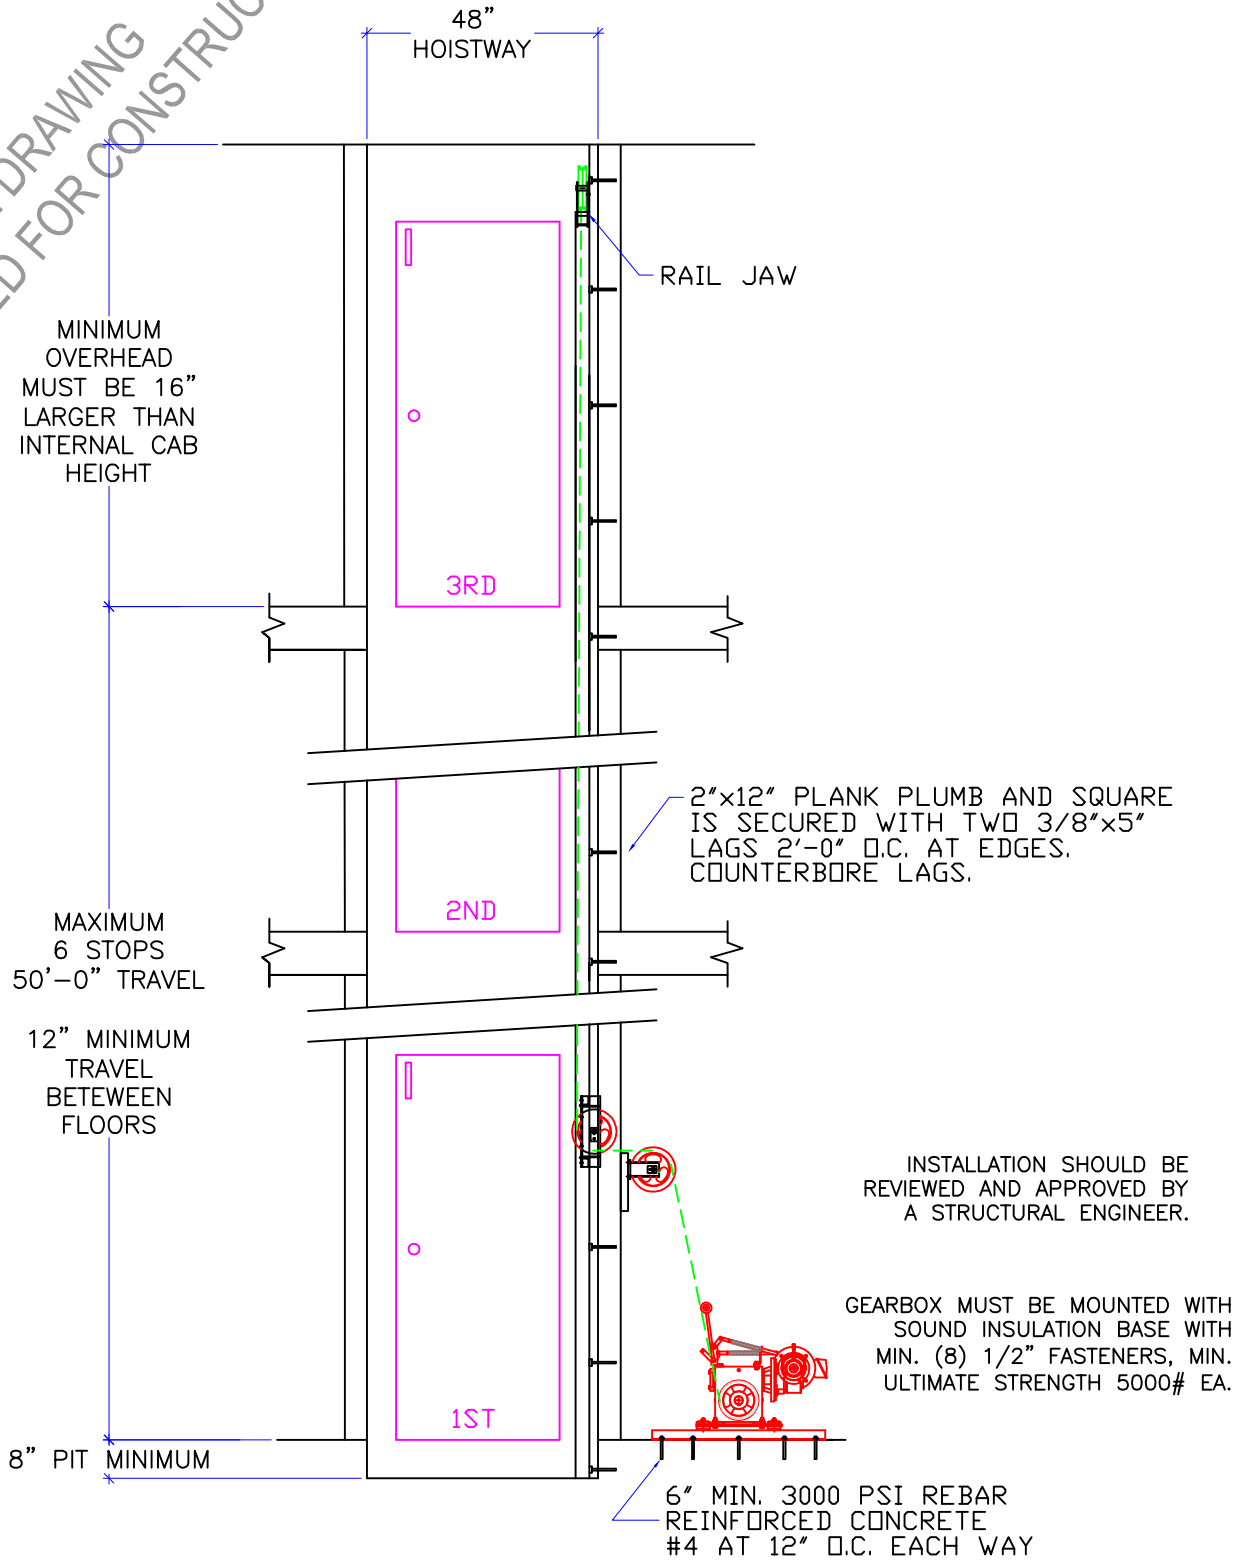 48”
HOISTWAY
DRAWING
FOR
RAIL JAW
MINIMUM
OVERHEAD
MUST BE 16”
LARGER THAN
INTERNAL CAB
HEIGHT
3RD
2”x12” PLANK PLUMB AND SQUARE
IS SECURED WITH TWO 3/8”x5”
LAGS 2’-0” O.C. AT EDGES.
COUNTERBORE LAGS.
2ND
MAXIMUM
6 STOPS
50’-0” TRAVEL
12” MINIMUM
TRAVEL
BETEWEEN
FLOORS
INSTALLATION SHOULD BE
REVIEWED AND APPROVED BY
A STRUCTURAL ENGINEER.
GEARBOX MUST BE MOUNTED WITH
SOUND INSULATION BASE WITH
MIN. (8) 1/2” FASTENERS, MIN.
ULTIMATE STRENGTH 5000# EA.
1ST
8” PIT MINIMUM
6” MIN. 3000 PSI REBAR
REINFORCED CONCRETE
#4 AT 12” O.C. EACH WAY